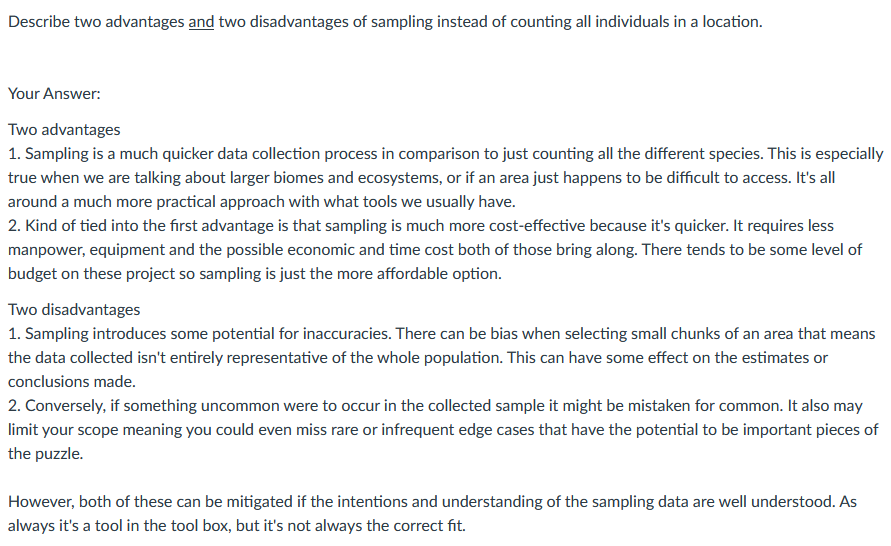 Describe two advantages and two disadvantages of sampling instead of counting all individuals in a location.
Your Answer:
Two advantages
1. Sampling is a much quicker data collection process in comparison to just counting all the different species. This is especially
true when we are talking about larger biomes and ecosystems, or if an area just happens to be difficult to access. It's all
around a much more practical approach with what tools we usually have.
2. Kind of tied into the first advantage is that sampling is much more cost-effective because it's quicker. It requires less
manpower, equipment and the possible economic and time cost both of those bring along. There tends to be some level of
budget on these project so sampling is just the more affordable option.
Two disadvantages
1. Sampling introduces some potential for inaccuracies. There can be bias when selecting small chunks of an area that means
the data collected isn't entirely representative of the whole population. This can have some effect on the estimates or
conclusions made.
2. Conversely, if something uncommon were to occur in the collected sample it might be mistaken for common. It also may
limit your scope meaning you could even miss rare or infrequent edge cases that have the potential to be important pieces of
the puzzle.
However, both of these can be mitigated if the intentions and understanding of the sampling data are well understood. As
always it's a tool in the tool box, but it's not always the correct fit.